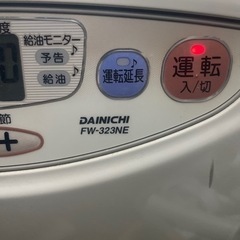 度
給油モニター
予告
給油
運転延長
運転
入/切
節
+
DAINICHI
FW-323NE